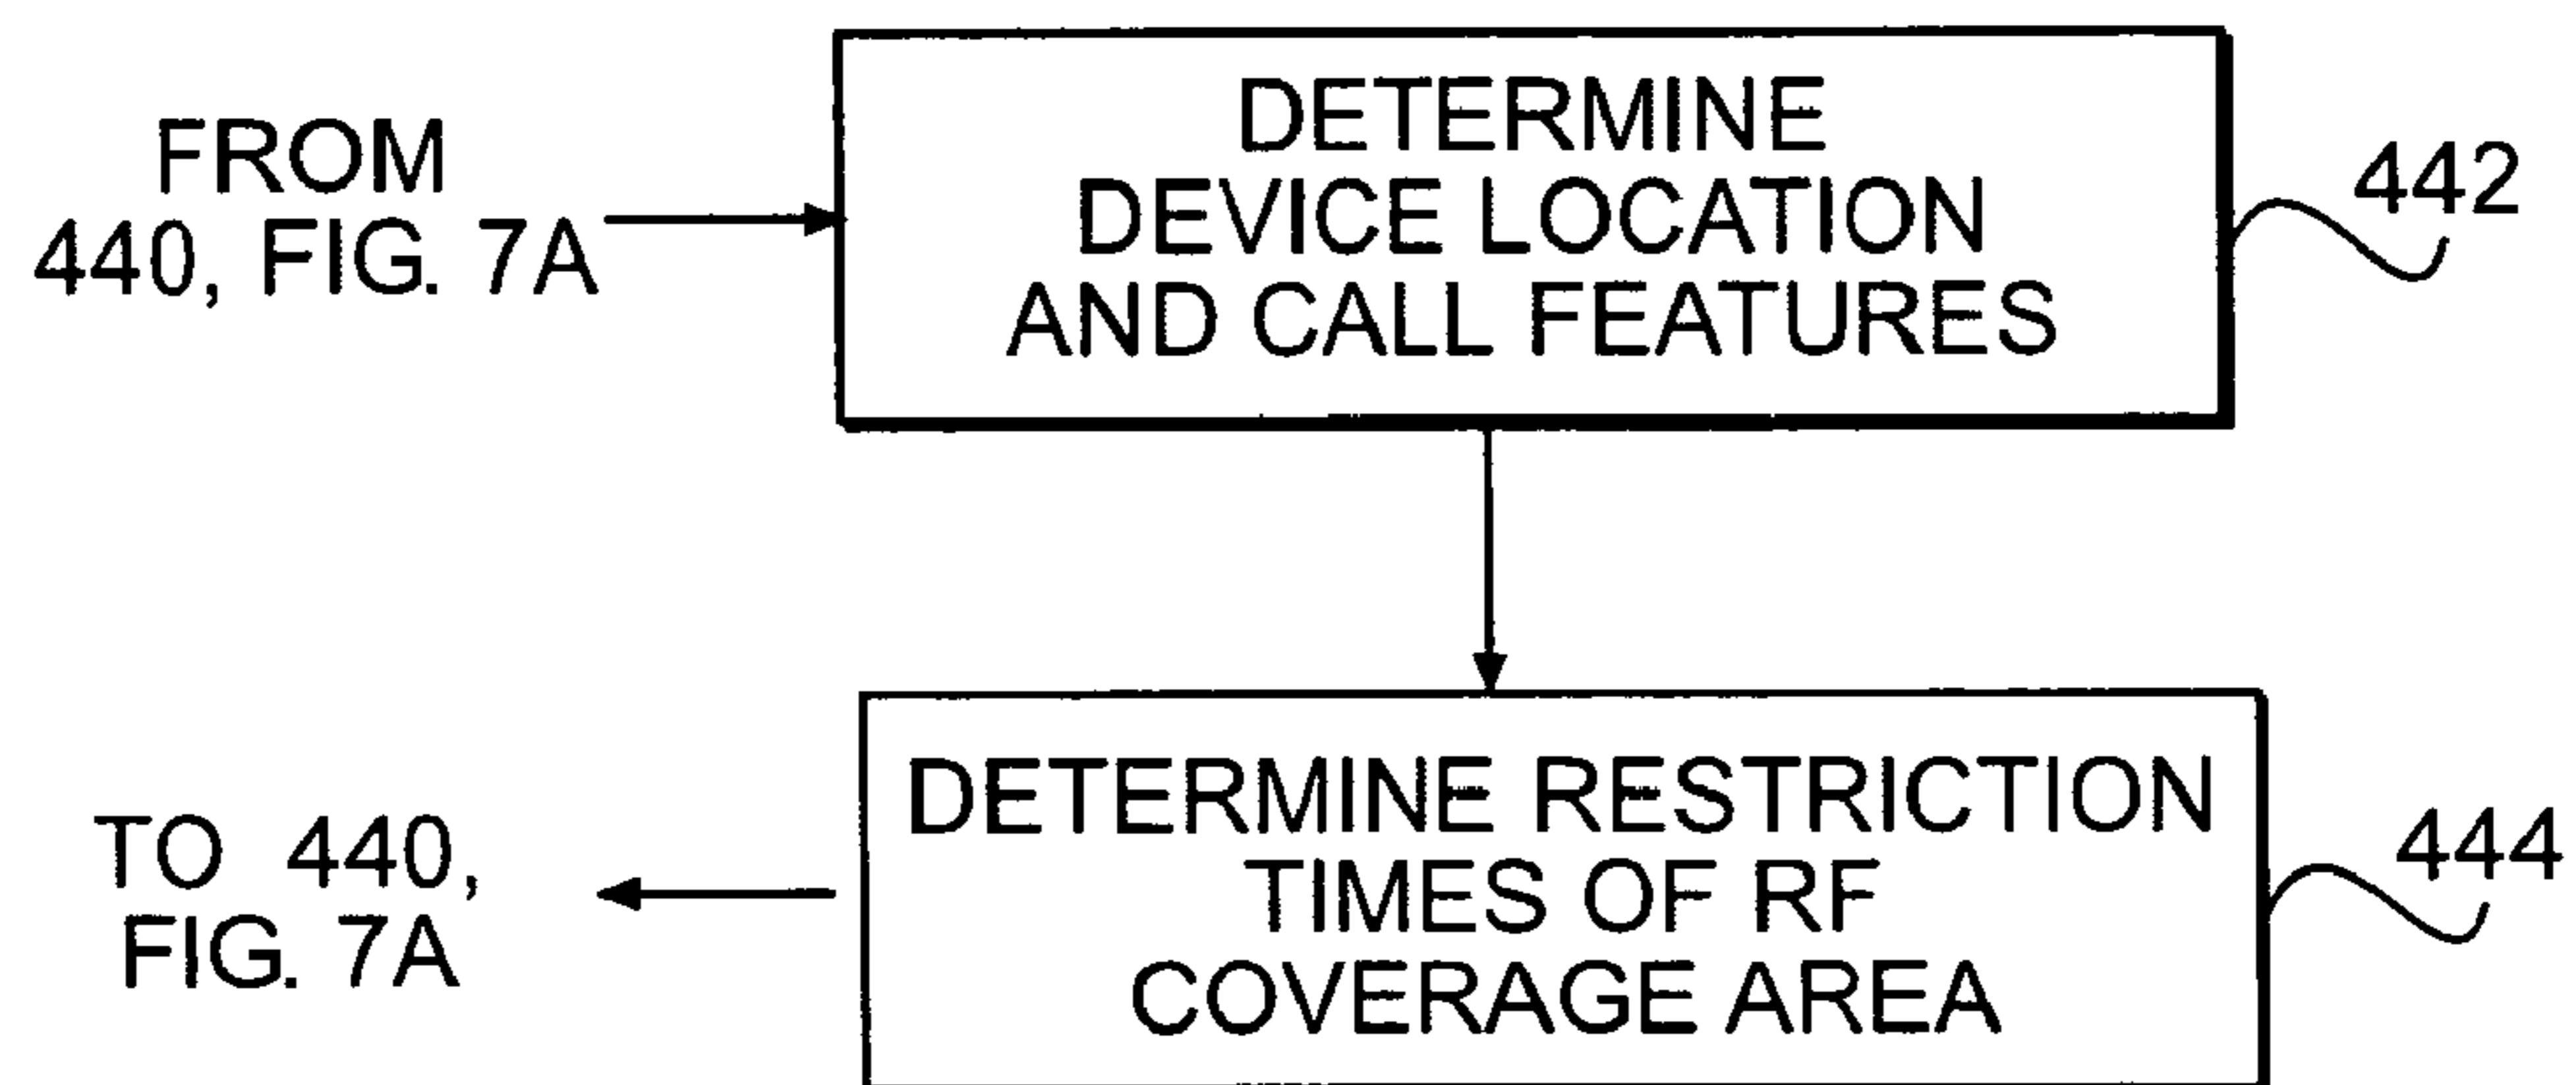 FROM
440, FIG. 7A
DETERMINE
DEVICE LOCATION
AND CALL FEATURES
442
DETERMINE RESTRICTION
TIMES OF RF
COVERAGE AREA
444
TO 440,
FIG. 7A